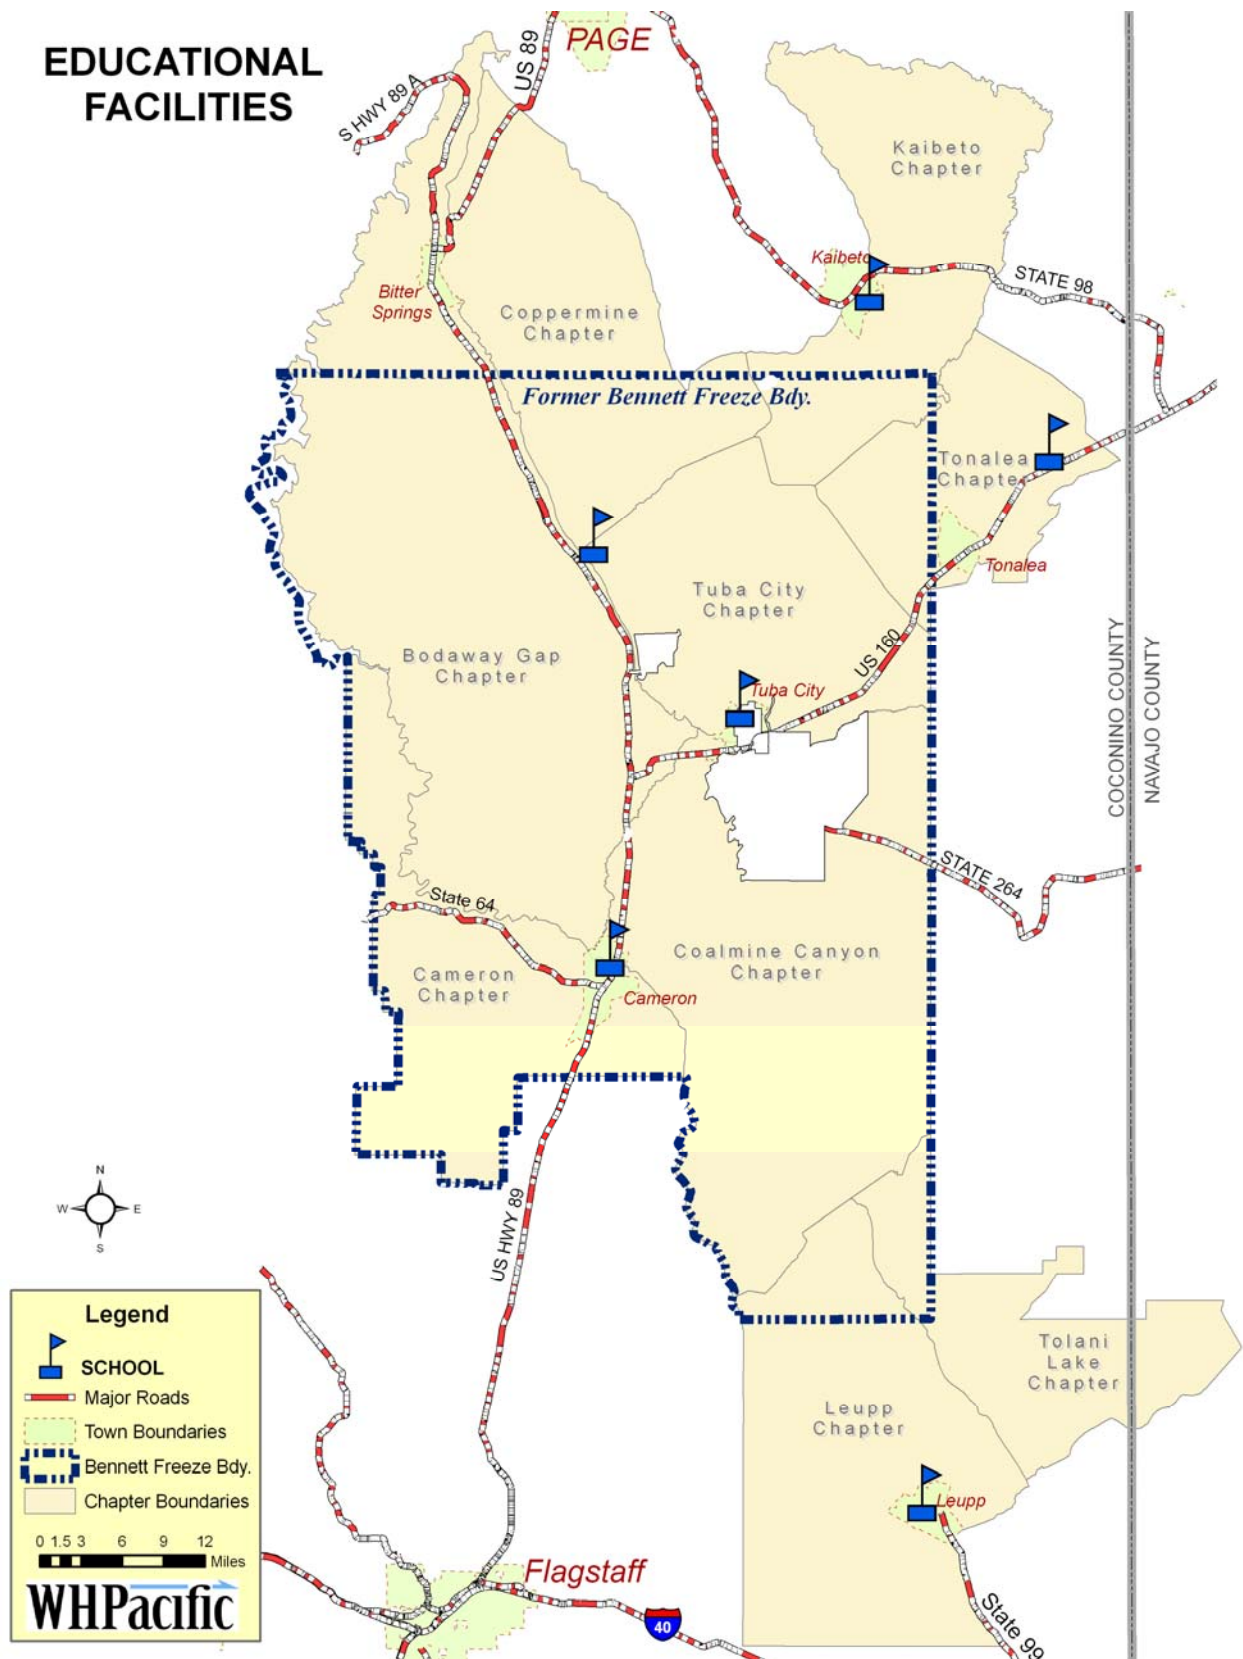 EDUCATIONAL
FACILITIES
PAGE
US 89
S HWY 89 A
Kaibeto
Chapter
Kaibeto
STATE 98
Bitter
Springs
Coppermine
Chapter
Former Bennett Freeze Bdy.
Tonalea
Chapter
Tonalea
Tuba City
Chapter
Bodaway Gap
Chapter
US 160
Tuba City
COCONINO COUNTY
NAVAJO COUNTY
STATE 264
State 64
Cameron
Chapter
Coalmine Canyon
Chapter
Cameron
N
W
E
S
US HWY 89
Tolani
Lake
Chapter
Leupp
Chapter
Leupp
State 99
Flagstaff
40
Legend
SCHOOL
Major Roads
Town Boundaries
Bennett Freeze Bdy.
Chapter Boundaries
0 1.5 3 6 9 12
Miles
WHPacific